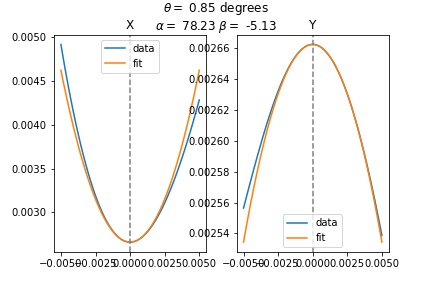 θ = 0.85 degrees
α = 78.23 β = -5.13
X
Y
0.0050
0.0045
0.0040
0.0035
0.0030
data
fit
−0.0050
−0.0025
0.0000
0.0025
0.0050
0.00266
0.00264
0.00262
0.00260
0.00258
0.00256
0.00254
data
fit
−0.0050
−0.0025
0.0000
0.0025
0.0050